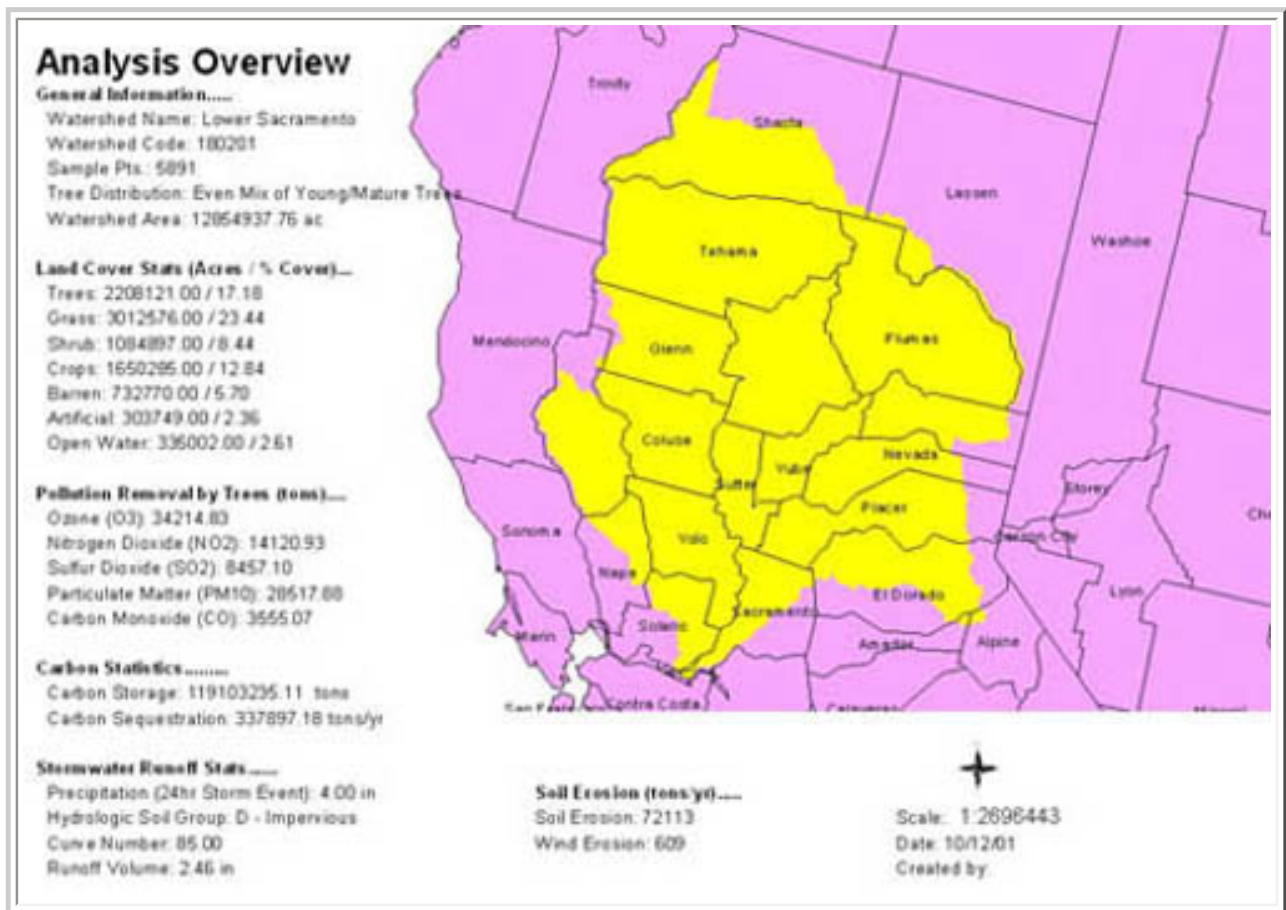 Analysis Overview
General Information.....
Watershed Name: Lower Sacramento
Watershed Code: 180201
Sample Pts.: 5891
Tree Distribution: Even Mix of Young/Mature Trees
Watershed Area: 12854937.76 ac
Land Cover Stats (Acres / % Cover)....
Trees: 2208121.00 / 17.18
Grass: 3012576.00 / 23.44
Shrub: 1084897.00 / 8.44
Crops: 1650285.00 / 12.84
Barren: 732770.00 / 5.70
Artificial: 303749.00 / 2.36
Open Water: 335002.00 / 2.61
Pollution Removal by Trees (tons).....
Ozone (O3): 34214.83
Nitrogen Dioxide (NO2): 14120.93
Sulfur Dioxide (SO2): 8457.10
Particulate Matter (PM10): 28517.88
Carbon Monoxide (CO): 3555.07
Carbon Statistics.........
Carbon Storage: 119103235.11 tons
Carbon Sequestration: 337897.18 tons/yr
Stormwater Runoff Stats.......
Precipitation (24hr Storm Event): 4.00 in
Hydrologic Soil Group: D - Impervious
Curve Number: 85.00
Runoff Volume: 2.46 in
Soil Erosion (tons/yr)......
Soil Erosion: 72113
Wind Erosion: 609
Scale: 1:2696443
Date: 10/12/01
Created by:
Trinity
Shasta
Lassen
Washoe
Tehama
Mendocino
Glenn
Plumas
Colusa
Sutter
Yuba
Nevada
Placer
Storey
Carson City
Lyon
Sonoma
Napa
Yolo
Solano
Sacramento
El Dorado
Marin
Amador
Alpine
Contra Costa
Calaveras